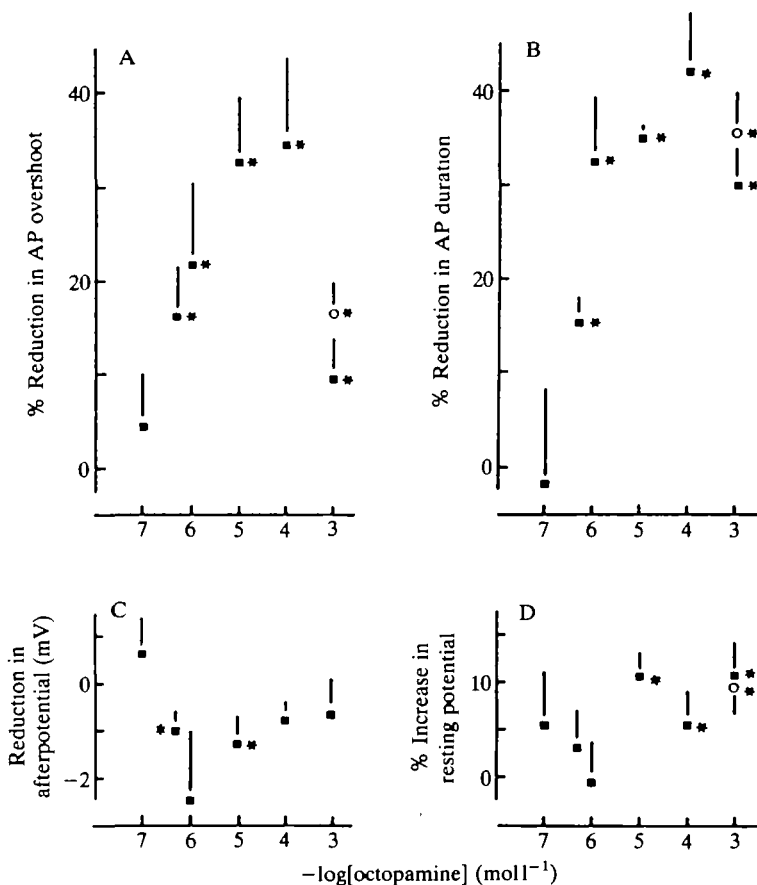 A
B
% Reduction in AP overshoot
40
20
0
7 6 5 4 3
% Reduction in AP duration
40
20
0
7 6 5 4 3
C
Reduction in
afterpotential (mV)
0
−2
7 6 5 4 3
D
% Increase in
resting potential
10
0
7 6 5 4 3
−log[octopamine] (mol l⁻¹)